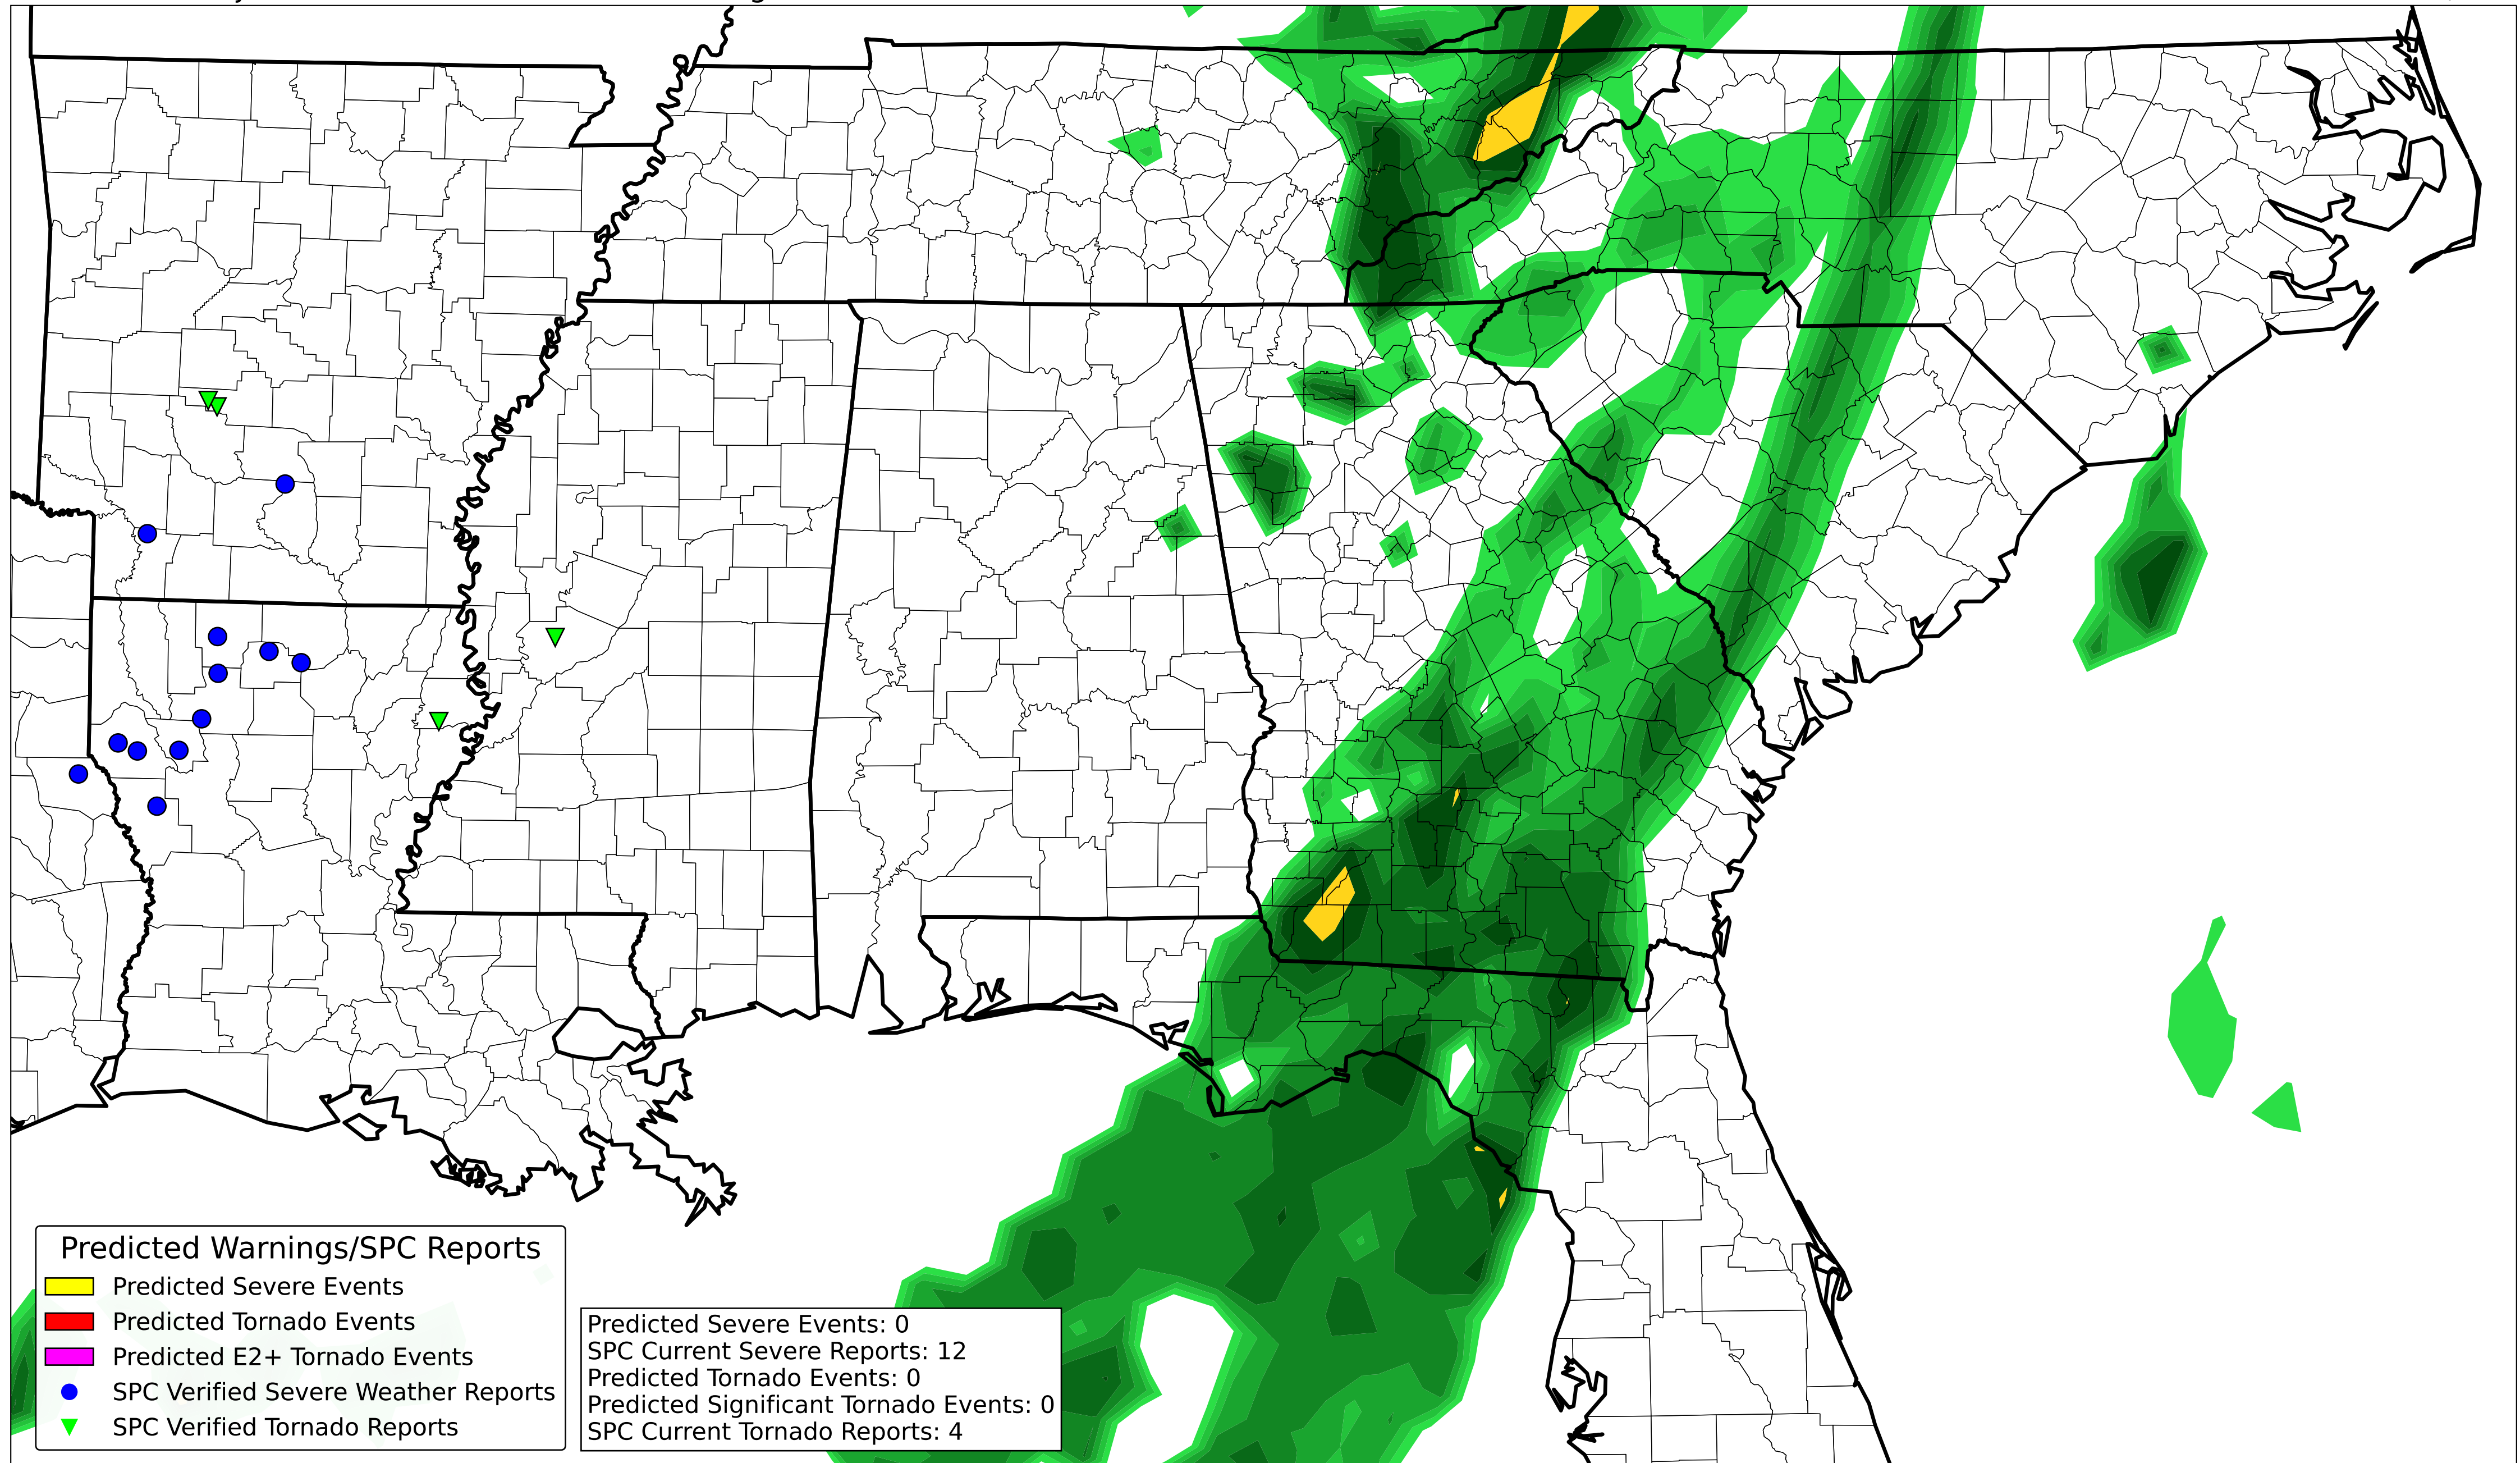 Predicted Warnings/SPC Reports
Predicted Severe Events
Predicted Tornado Events
Predicted E2+ Tornado Events
SPC Verified Severe Weather Reports
SPC Verified Tornado Reports
Predicted Severe Events: 0
SPC Current Severe Reports: 12
Predicted Tornado Events: 0
Predicted Significant Tornado Events: 0
SPC Current Tornado Reports: 4